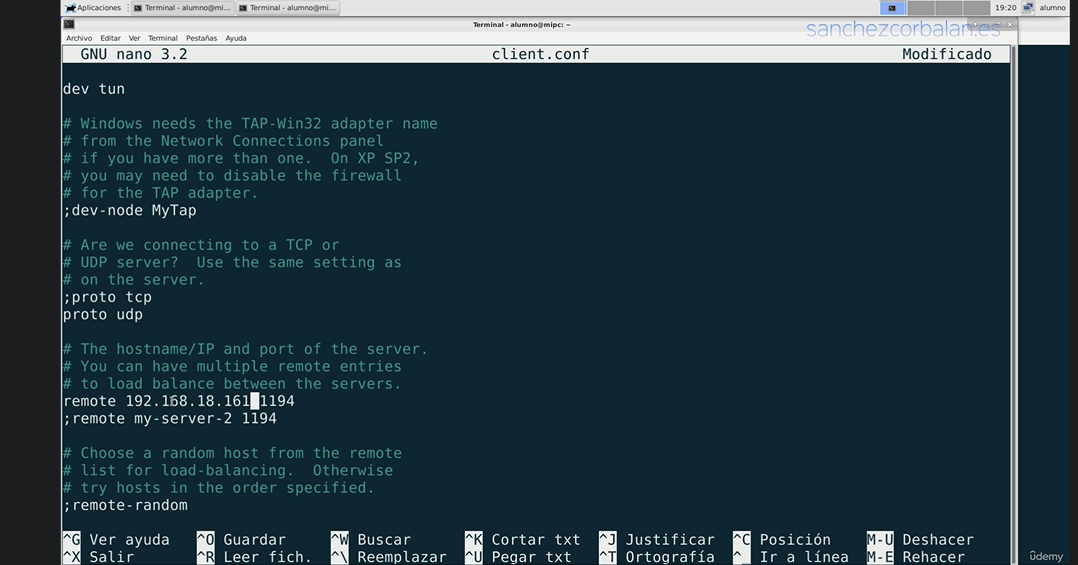 Aplicaciones
Terminal - alumno@mi...
Terminal - alumno@mi...
19:20
alumno
Terminal - alumno@mipc: ~
Archivo Editar Ver Terminal Pestañas Ayuda
sanchezcorbalan.es
GNU nano 3.2 client.conf Modificado
dev tun
# Windows needs the TAP-Win32 adapter name
# from the Network Connections panel
# if you have more than one. On XP SP2,
# you may need to disable the firewall
# for the TAP adapter.
;dev-node MyTap
# Are we connecting to a TCP or
# UDP server? Use the same setting as
# on the server.
;proto tcp
proto udp
# The hostname/IP and port of the server.
# You can have multiple remote entries
# to load balance between the servers.
remote 192.168.18.161 1194
;remote my-server-2 1194
# Choose a random host from the remote
# list for load-balancing. Otherwise
# try hosts in the order specified.
;remote-random
^G Ver ayuda ^O Guardar ^W Buscar ^K Cortar txt ^J Justificar ^C Posición M-U Deshacer
^X Salir ^R Leer fich. ^\ Reemplazar ^U Pegar txt ^T Ortografía ^_ Ir a línea M-E Rehacer
ûdemy